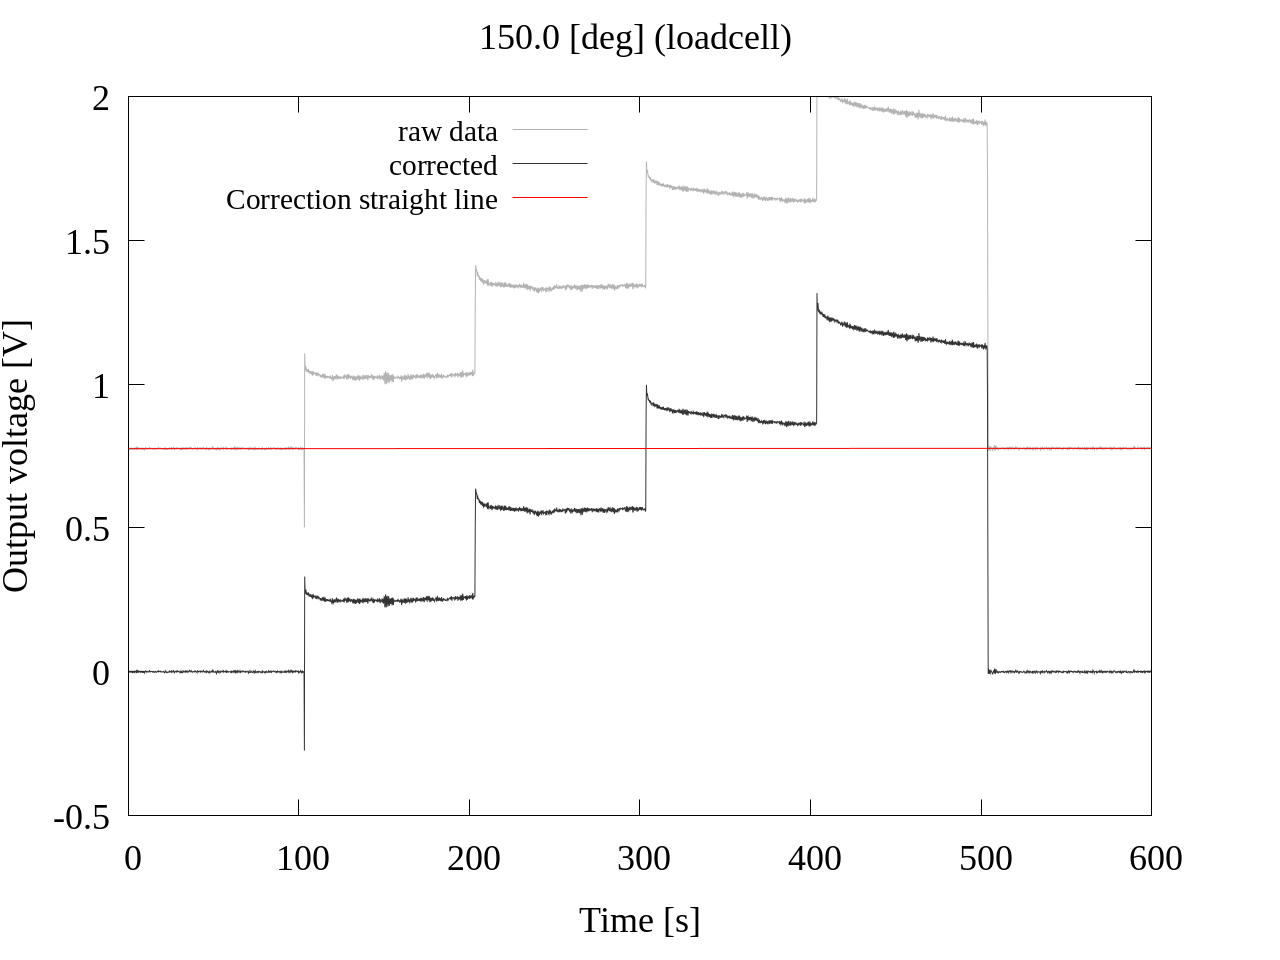 150.0 [deg] (loadcell)
2
1.5
1
0.5
0
-0.5
raw data
corrected
Correction straight line
Output voltage [V]
0 100 200 300 400 500 600
Time [s]